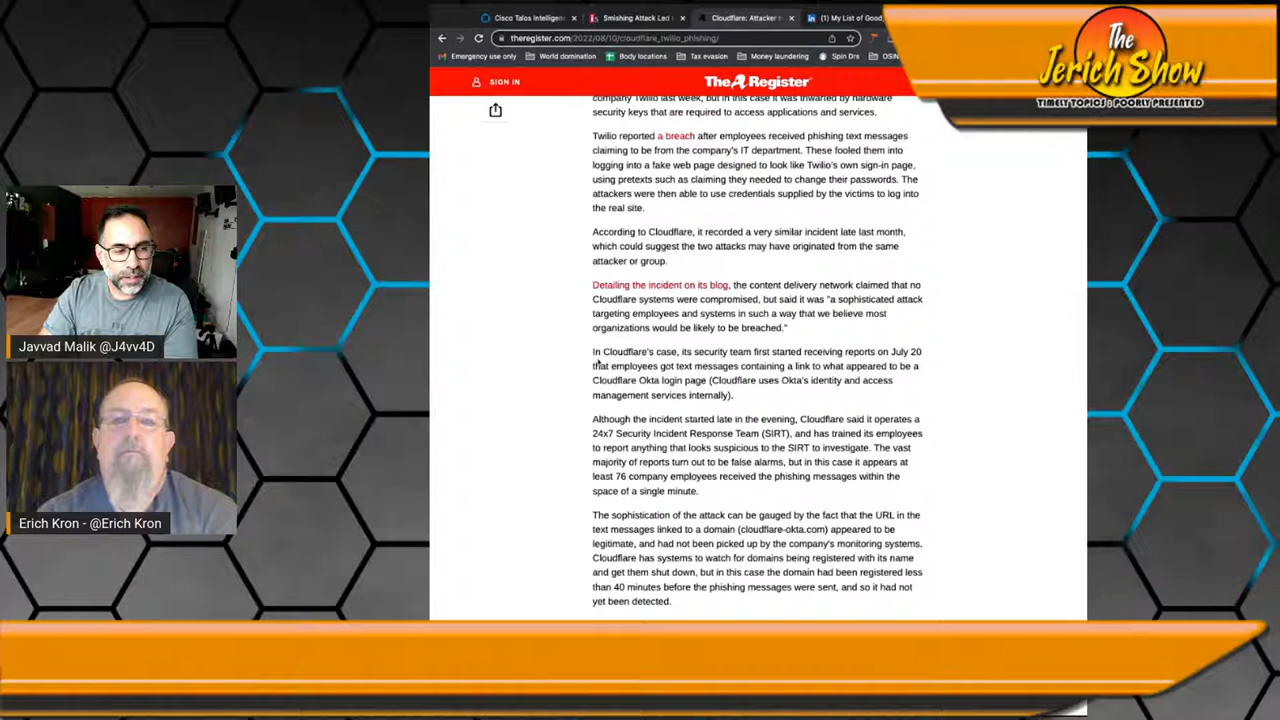 Cisco Talos Intelligen
Smishing Attack Led
Cloudflare: Attacker
(1) My List of Good,
theregister.com/2022/08/10/cloudflare_twilio_phishing/
Emergency use only
World domination
Body locations
Tax evasion
Money laundering
Spin Drs
OSIN
SIGN IN
The Register
The
Jerich Show
TIMELY TOPICS : POORLY PRESENTED
company Twilio last week, but in this case it was thwarted by hardware
security keys that are required to access applications and services.
Twilio reported a breach after employees received phishing text messages
claiming to be from the company's IT department. These fooled them into
logging into a fake web page designed to look like Twilio's own sign-in page,
using pretexts such as claiming they needed to change their passwords. The
attackers were then able to use credentials supplied by the victims to log into
the real site.
According to Cloudflare, it recorded a very similar incident late last month,
which could suggest the two attacks may have originated from the same
attacker or group.
Detailing the incident on its blog, the content delivery network claimed that no
Cloudflare systems were compromised, but said it was "a sophisticated attack
targeting employees and systems in such a way that we believe most
organizations would be likely to be breached."
In Cloudflare's case, its security team first started receiving reports on July 20
that employees got text messages containing a link to what appeared to be a
Cloudflare Okta login page (Cloudflare uses Okta's identity and access
management services internally).
Although the incident started late in the evening, Cloudflare said it operates a
24x7 Security Incident Response Team (SIRT), and has trained its employees
to report anything that looks suspicious to the SIRT to investigate. The vast
majority of reports turn out to be false alarms, but in this case it appears at
least 76 company employees received the phishing messages within the
space of a single minute.
The sophistication of the attack can be gauged by the fact that the URL in the
text messages linked to a domain (cloudflare-okta.com) appeared to be
legitimate, and had not been picked up by the company's monitoring systems.
Cloudflare has systems to watch for domains being registered with its name
and get them shut down, but in this case the domain had been registered less
than 40 minutes before the phishing messages were sent, and so it had not
yet been detected.
Javvad Malik @J4vv4D
Erich Kron - @Erich Kron